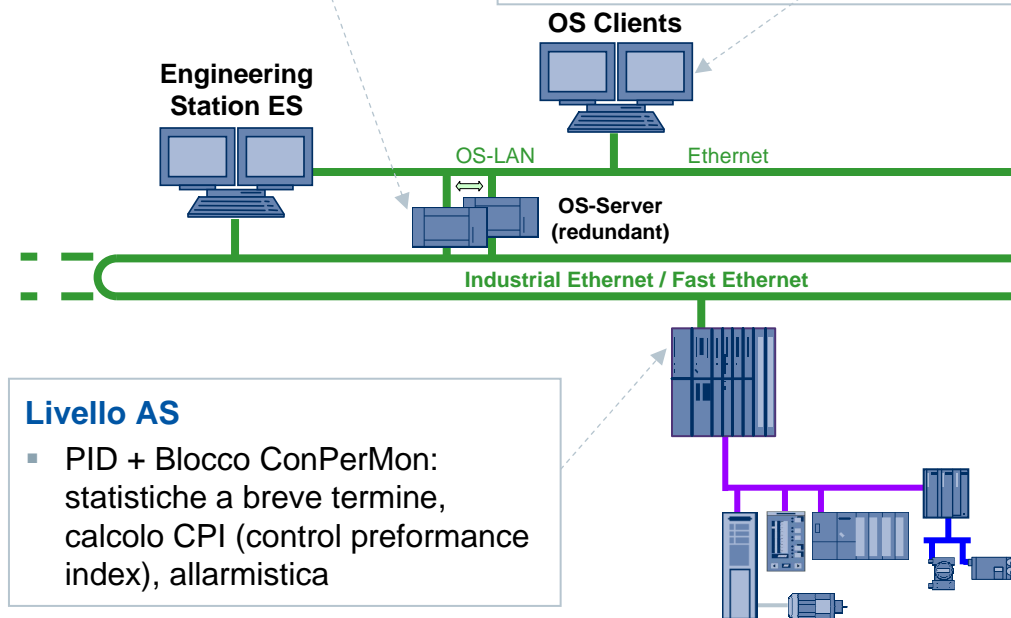 OS Clients
Engineering
Station ES
OS-LAN
Ethernet
OS-Server
(redundant)
Industrial Ethernet / Fast Ethernet
Livello AS
▪ PID + Blocco ConPerMon:
statistiche a breve termine,
calcolo CPI (control preformance
index), allarmistica